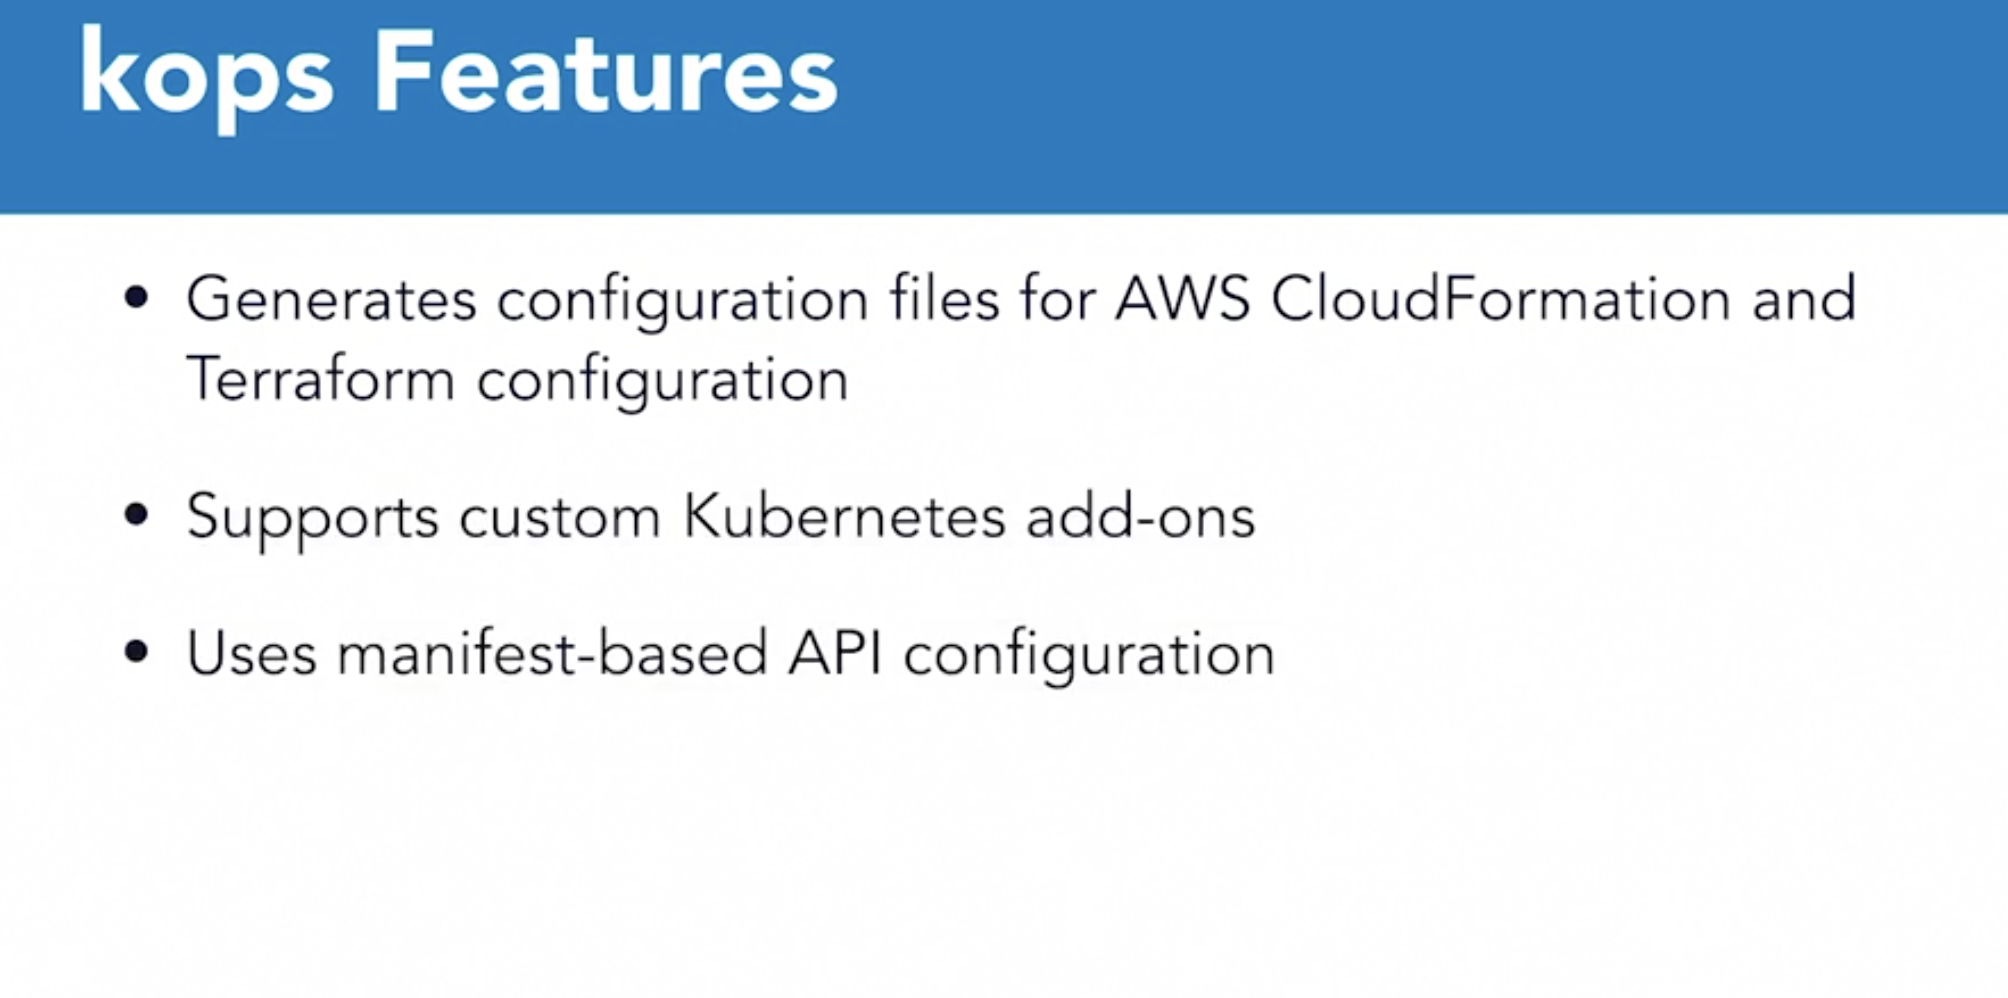 kops Features
• Generates configuration files for AWS CloudFormation and
Terraform configuration
• Supports custom Kubernetes add-ons
• Uses manifest-based API configuration